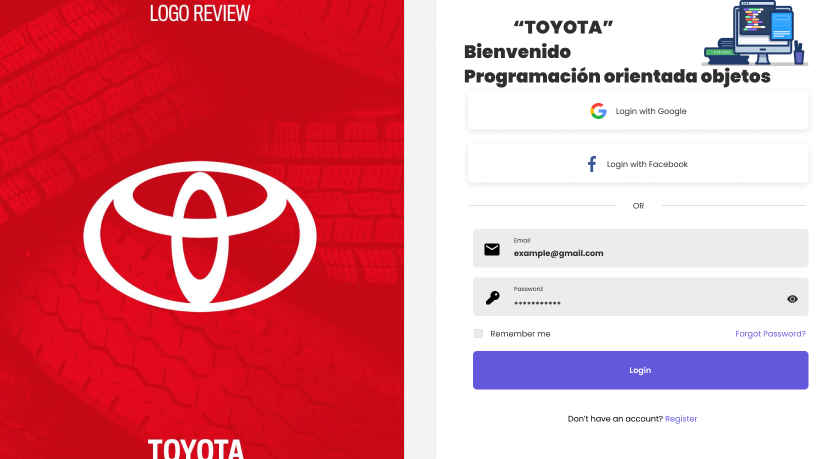 LOGO REVIEW
TOYOTA
“TOYOTA”
Bienvenido
Programación orientada objetos
Login with Google
Login with Facebook
OR
Email
example@gmail.com
Password
•••••••••••
Remember me
Forgot Password?
Login
Don’t have an account? Register